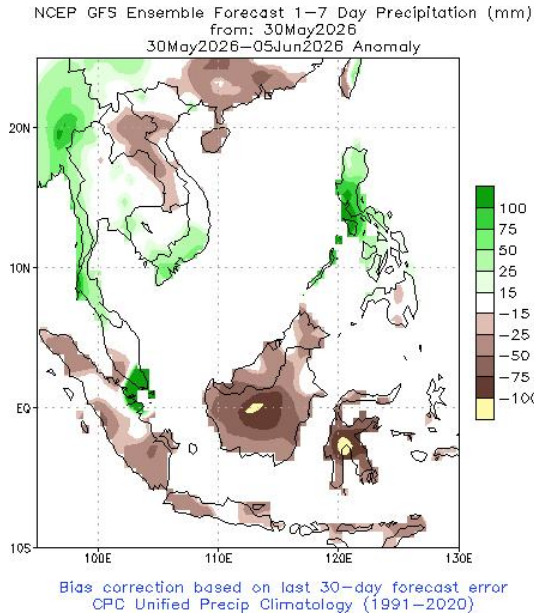 NCEP GFS Ensemble Forecast 1-7 Day Precipitation (mm)
from: 30May2026
30May2026-05Jun2026 Anomaly
20N
10N
EQ
10S
100E
110E
120E
130E
100
75
50
25
15
-15
-25
-50
-75
-100
Bias correction based on last 30-day forecast error
CPC Unified Precip Climatology (1991-2020)